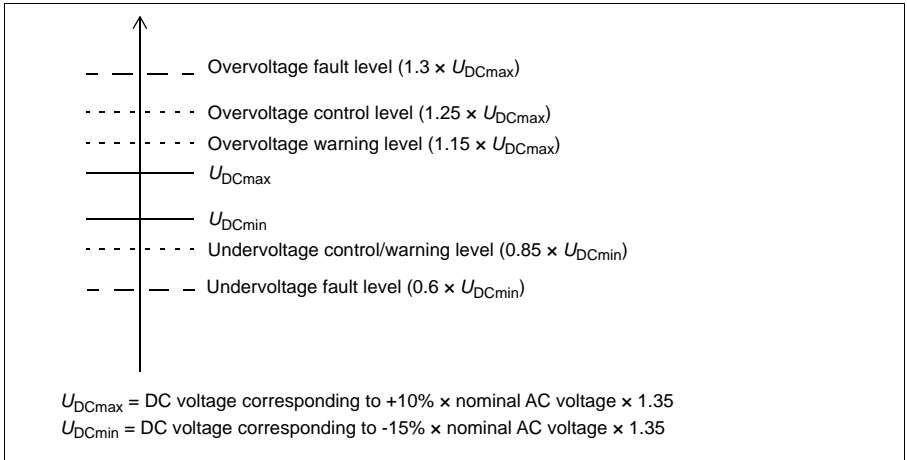 Overvoltage fault level (1.3 × UDCmax)
Overvoltage control level (1.25 × UDCmax)
Overvoltage warning level (1.15 × UDCmax)
UDCmax
UDCmin
Undervoltage control/warning level (0.85 × UDCmin)
Undervoltage fault level (0.6 × UDCmin)
UDCmax = DC voltage corresponding to +10% × nominal AC voltage × 1.35
UDCmin = DC voltage corresponding to -15% × nominal AC voltage × 1.35